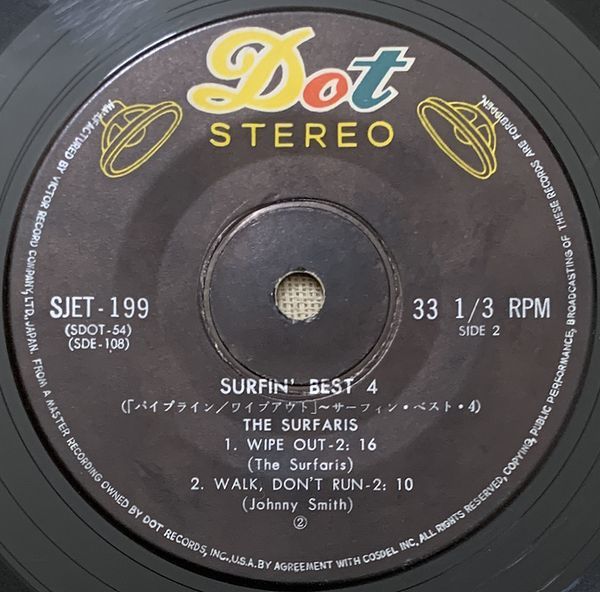 Dot
STEREO
SJET-199
(SDOT-54)
(SDE-108)
33 1/3 RPM
SIDE 2
SURFIN' BEST 4
(「パイプライン/ワイプアウト」~サーフィン・ベスト・4)
THE SURFARIS
1. WIPE OUT-2: 16
(The Surfaris)
2. WALK, DON'T RUN-2: 10
(Johnny Smith)
②
MANUFACTURED BY VICTOR RECORD COMPANY, LTD., JAPAN. FROM A MASTER RECORDING OWNED BY DOT RECORDS, INC., U.S.A. BY AGREEMENT WITH COSDEL INC. ALL RIGHTS RESERVED, COPYING, PUBLIC PERFORMANCE, BROADCASTING OF THESE RECORDS ARE FORBIDDEN.